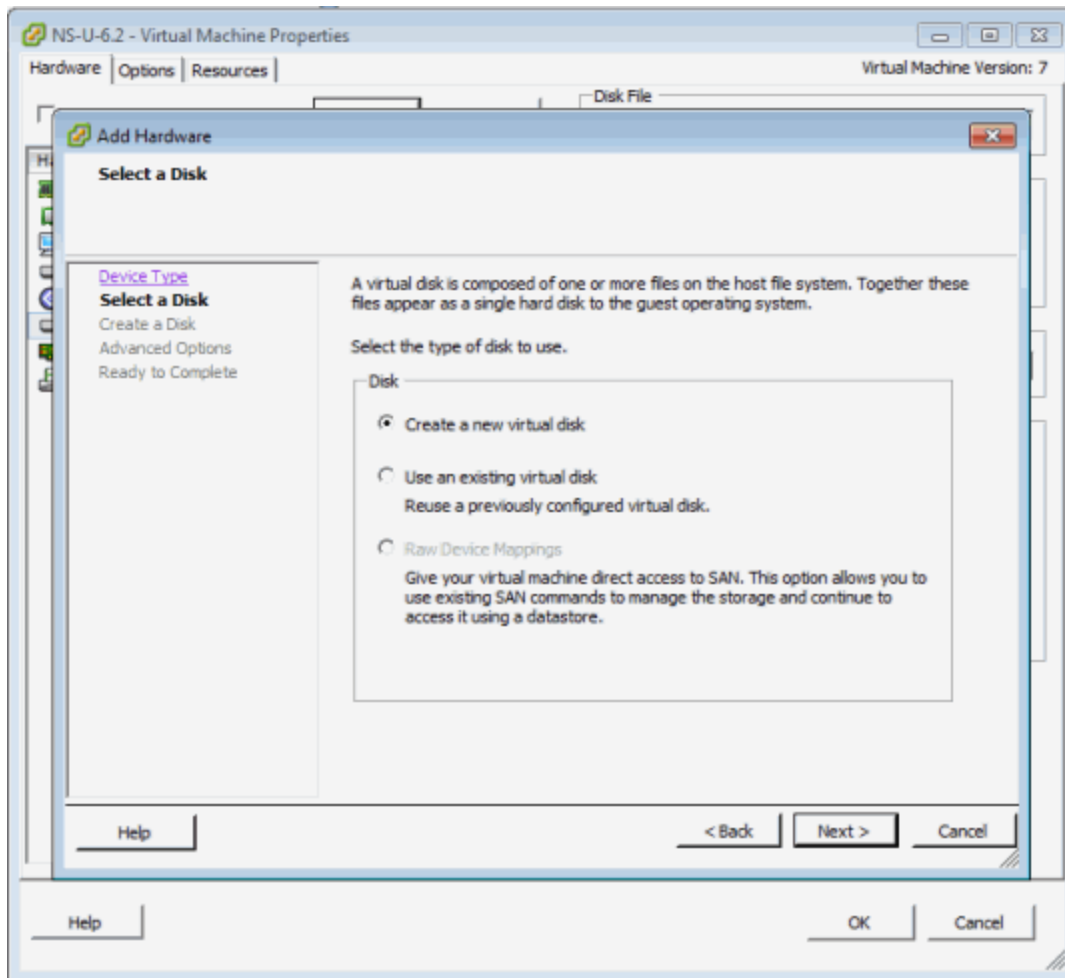 NS-U-6.2 - Virtual Machine Properties
Hardware
Options
Resources
Virtual Machine Version: 7
Disk File
Add Hardware
Select a Disk
Device Type
Select a Disk
Create a Disk
Advanced Options
Ready to Complete
A virtual disk is composed of one or more files on the host file system. Together these
files appear as a single hard disk to the guest operating system.
Select the type of disk to use.
Disk
Create a new virtual disk
Use an existing virtual disk
Reuse a previously configured virtual disk.
Raw Device Mappings
Give your virtual machine direct access to SAN. This option allows you to
use existing SAN commands to manage the storage and continue to
access it using a datastore.
Help
< Back
Next >
Cancel
Help
OK
Cancel